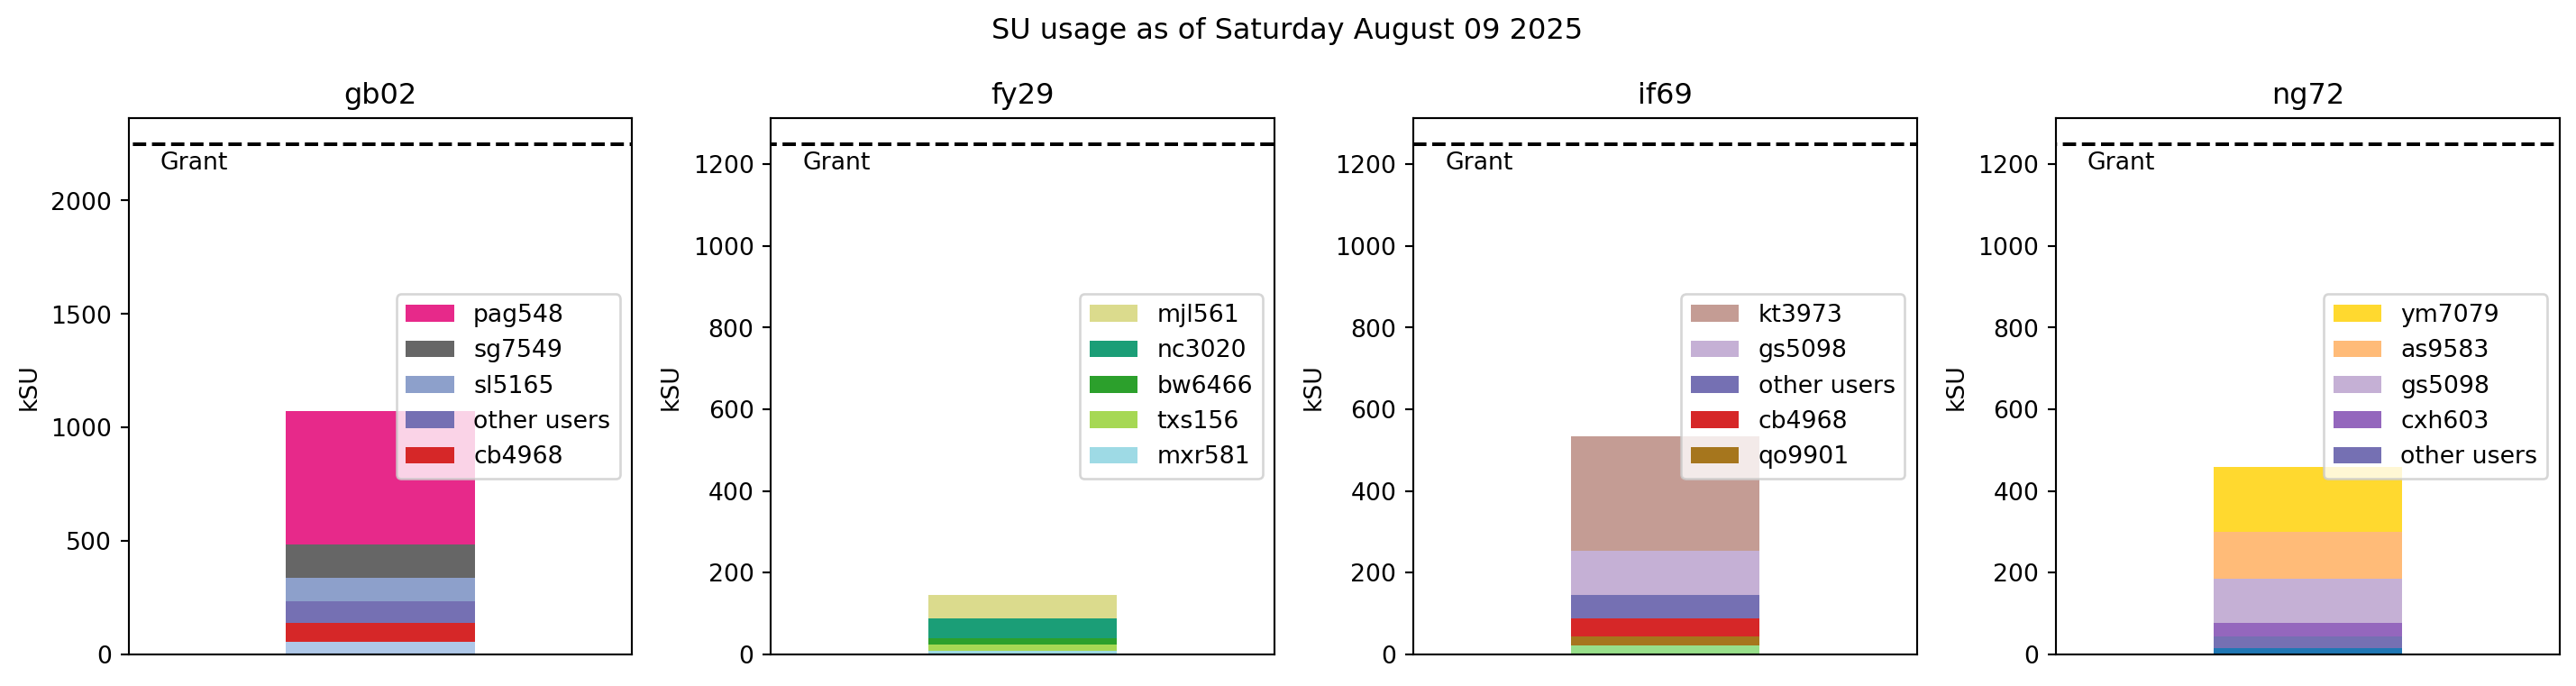 SU usage as of Saturday August 09 2025
gb02
kSU
2000
1500
1000
500
0
Grant
pag548
sg7549
sl5165
other users
cb4968
fy29
kSU
1200
1000
800
600
400
200
0
Grant
mjl561
nc3020
bw6466
txs156
mxr581
if69
kSU
1200
1000
800
600
400
200
0
Grant
kt3973
gs5098
other users
cb4968
qo9901
ng72
kSU
1200
1000
800
600
400
200
0
Grant
ym7079
as9583
gs5098
cxh603
other users